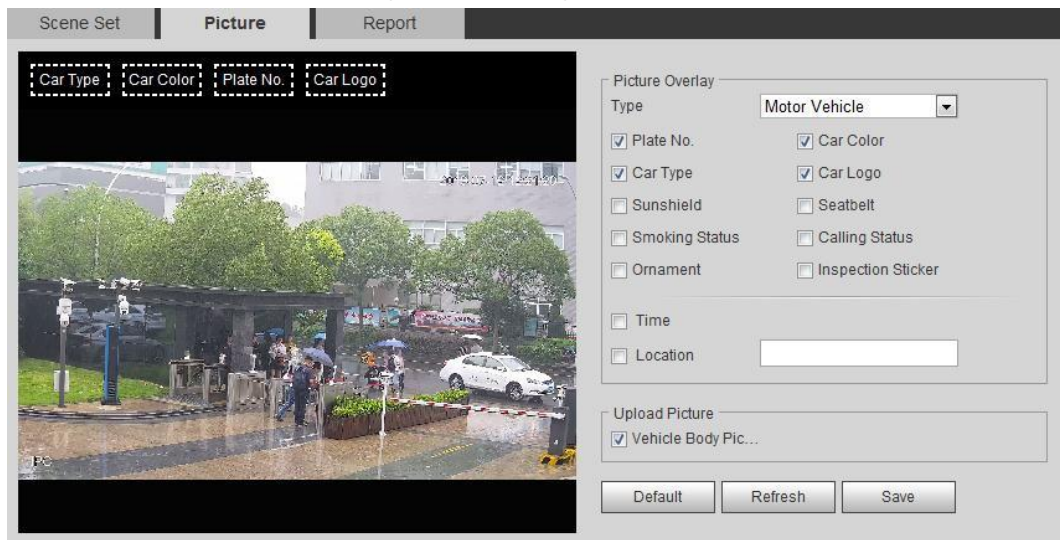 Scene Set Picture Report
Car Type Car Color Plate No. Car Logo
IPC
Picture Overlay
Type Motor Vehicle
Plate No. Car Color
Car Type Car Logo
Sunshield Seatbelt
Smoking Status Calling Status
Ornament Inspection Sticker
Time
Location
Upload Picture
Vehicle Body Pic...
Default Refresh Save